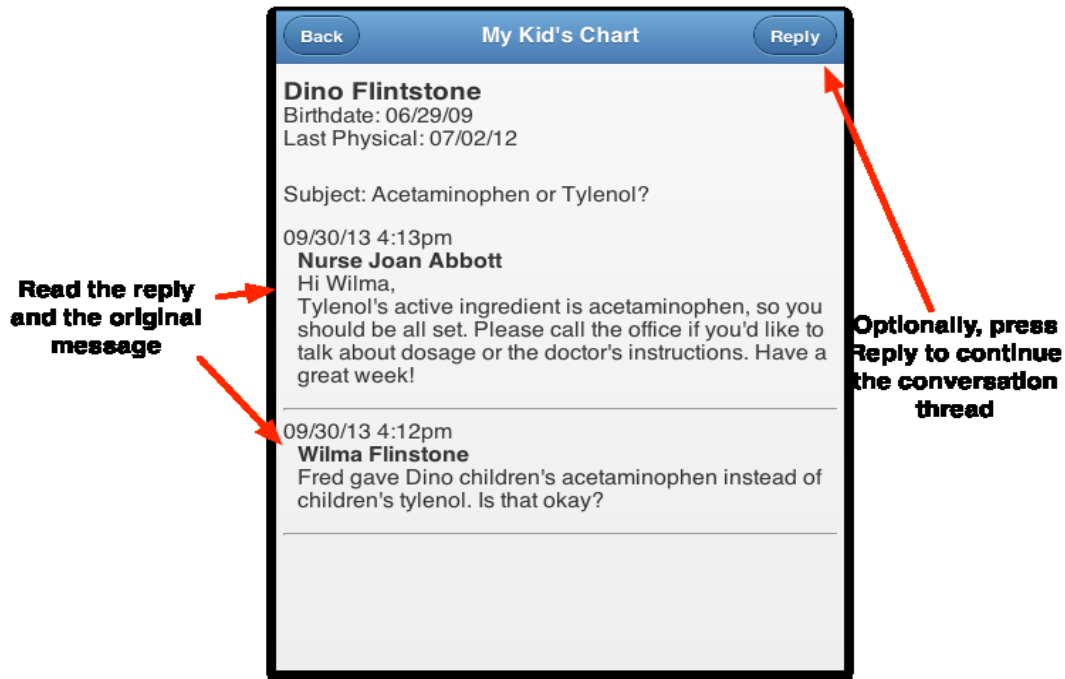 Back
My Kid's Chart
Reply
Dino Flintstone
Birthdate: 06/29/09
Last Physical: 07/02/12
Subject: Acetaminophen or Tylenol?
09/30/13 4:13pm
Nurse Joan Abbott
Hi Wilma,
Tylenol's active ingredient is acetaminophen, so you
should be all set. Please call the office if you'd like to
talk about dosage or the doctor's instructions. Have a
great week!
09/30/13 4:12pm
Wilma Flinstone
Fred gave Dino children's acetaminophen instead of
children's tylenol. Is that okay?
Read the reply
and the original
message
Optionally, press
Reply to continue
the conversation
thread